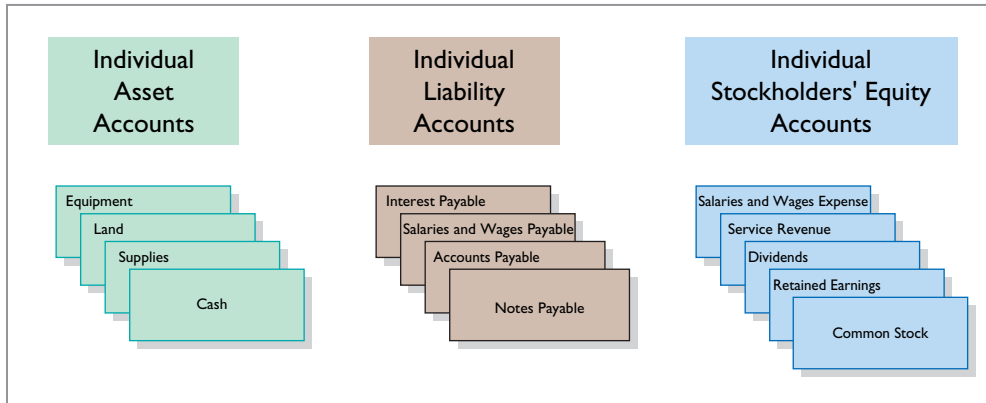 Individual
Asset
Accounts
Individual
Liability
Accounts
Individual
Stockholders' Equity
Accounts
Equipment
Land
Supplies
Cash
Interest Payable
Salaries and Wages Payable
Accounts Payable
Notes Payable
Salaries and Wages Expense
Service Revenue
Dividends
Retained Earnings
Common Stock